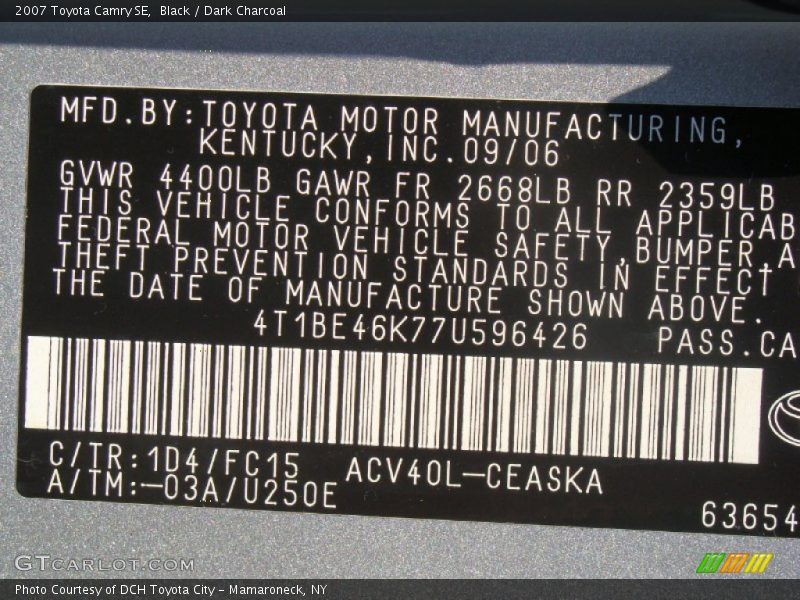 2007 Toyota Camry SE, Black / Dark Charcoal
MFD.BY:TOYOTA MOTOR MANUFACTURING,
KENTUCKY,INC.09/06
GVWR 4400LB GAWR FR 2668LB RR 2359LB
THIS VEHICLE CONFORMS TO ALL APPLICAB
FEDERAL MOTOR VEHICLE SAFETY,BUMPER,A
THEFT PREVENTION STANDARDS IN EFFECT
THE DATE OF MANUFACTURE SHOWN ABOVE.
4T1BE46K77U596426 PASS.CA
C/TR:1D4/FC15 ACV40L-CEASKA
A/TM:-03A/U250E
63654
GTCARLOT.COM
Photo Courtesy of DCH Toyota City - Mamaroneck, NY